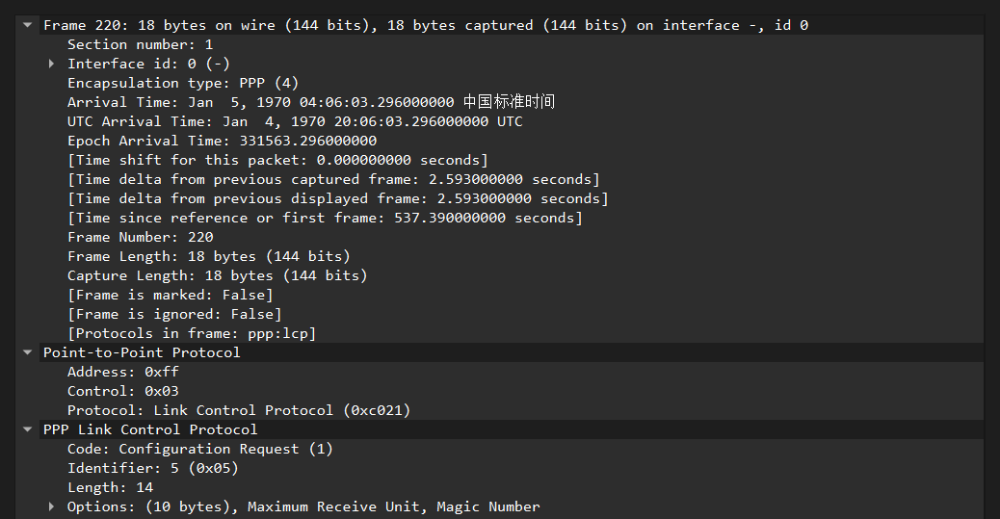 Frame 220: 18 bytes on wire (144 bits), 18 bytes captured (144 bits) on interface -, id 0
Section number: 1
Interface id: 0 (-)
Encapsulation type: PPP (4)
Arrival Time: Jan  5, 1970 04:06:03.296000000 中国标准时间
UTC Arrival Time: Jan  4, 1970 20:06:03.296000000 UTC
Epoch Arrival Time: 331563.296000000
[Time shift for this packet: 0.000000000 seconds]
[Time delta from previous captured frame: 2.593000000 seconds]
[Time delta from previous displayed frame: 2.593000000 seconds]
[Time since reference or first frame: 537.390000000 seconds]
Frame Number: 220
Frame Length: 18 bytes (144 bits)
Capture Length: 18 bytes (144 bits)
[Frame is marked: False]
[Frame is ignored: False]
[Protocols in frame: ppp:lcp]
Point-to-Point Protocol
Address: 0xff
Control: 0x03
Protocol: Link Control Protocol (0xc021)
PPP Link Control Protocol
Code: Configuration Request (1)
Identifier: 5 (0x05)
Length: 14
Options: (10 bytes), Maximum Receive Unit, Magic Number